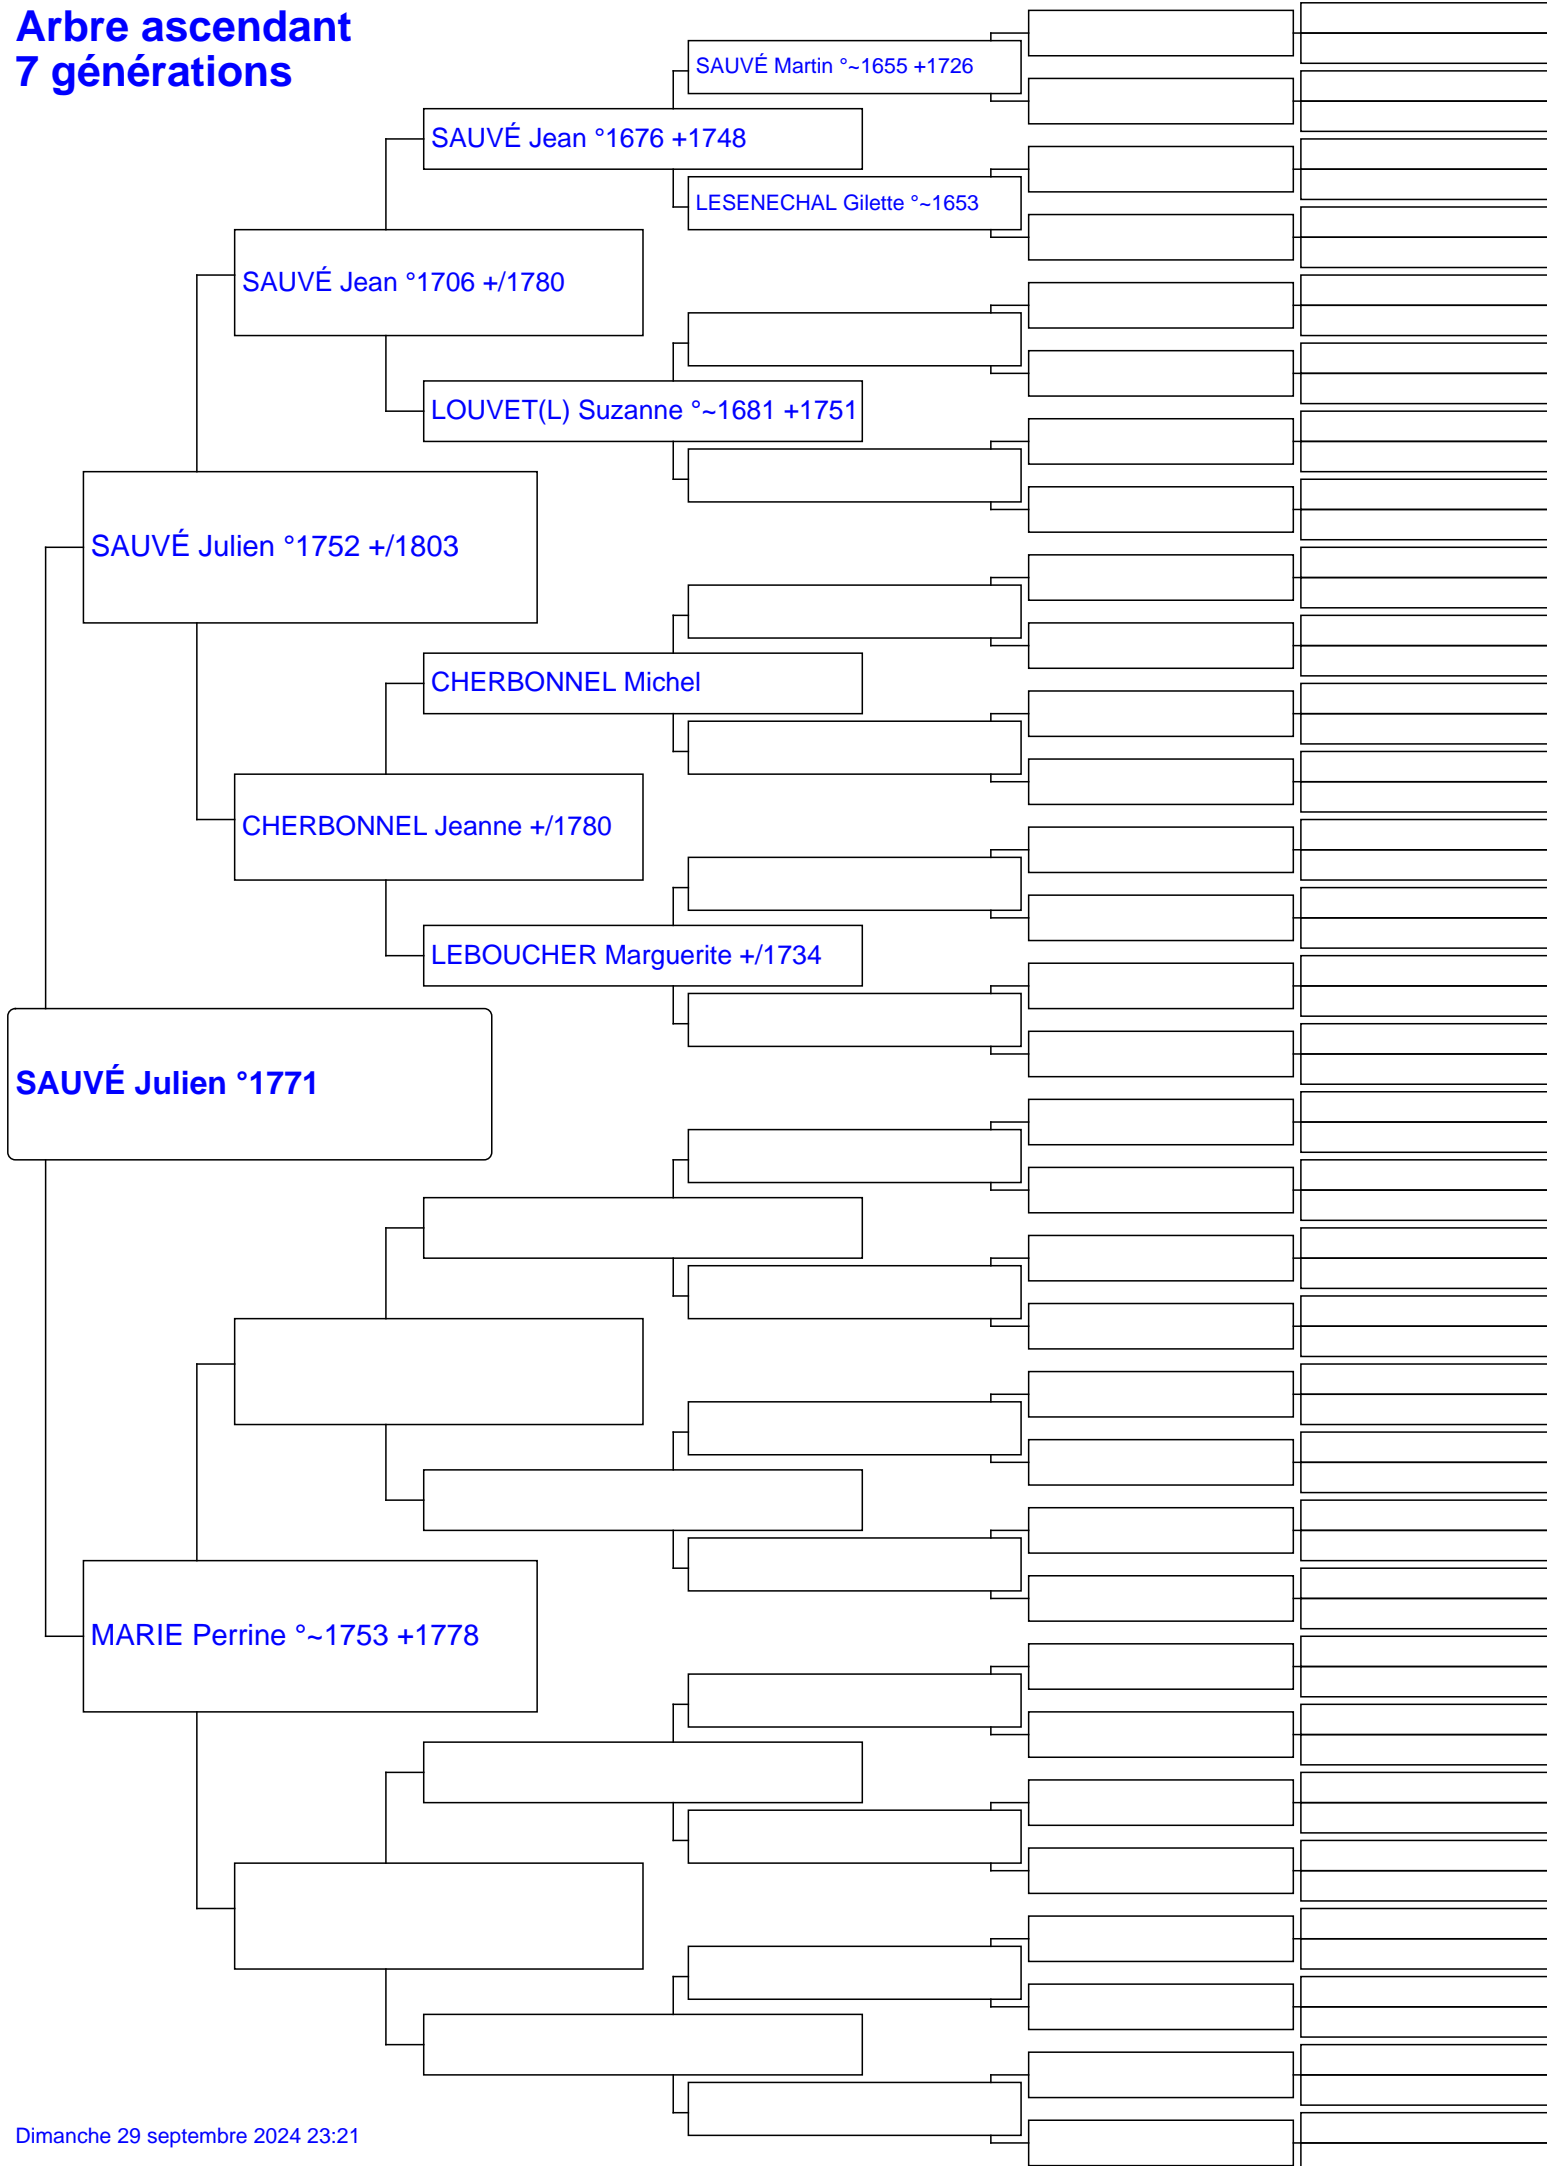 Arbre ascendant
7 générations
SAUVÉ Martin °~1655 +1726
SAUVÉ Jean °1676 +1748
LESENECHAL Gilette °~1653
SAUVÉ Jean °1706 +/1780
LOUVET(L) Suzanne °~1681 +1751
SAUVÉ Julien °1752 +/1803
CHERBONNEL Michel
CHERBONNEL Jeanne +/1780
LEBOUCHER Marguerite +/1734
SAUVÉ Julien °1771
MARIE Perrine °~1753 +1778
Dimanche 29 septembre 2024 23:21